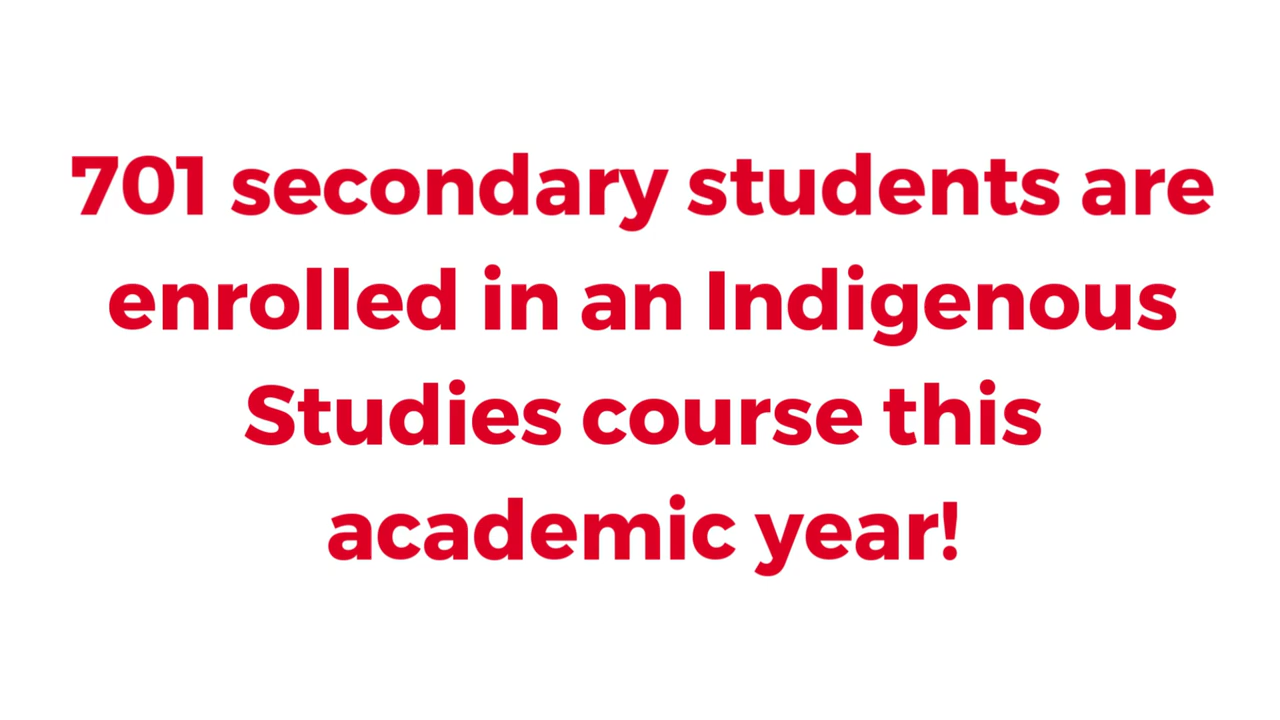 701 secondary students are
enrolled in an Indigenous
Studies course this
academic year!